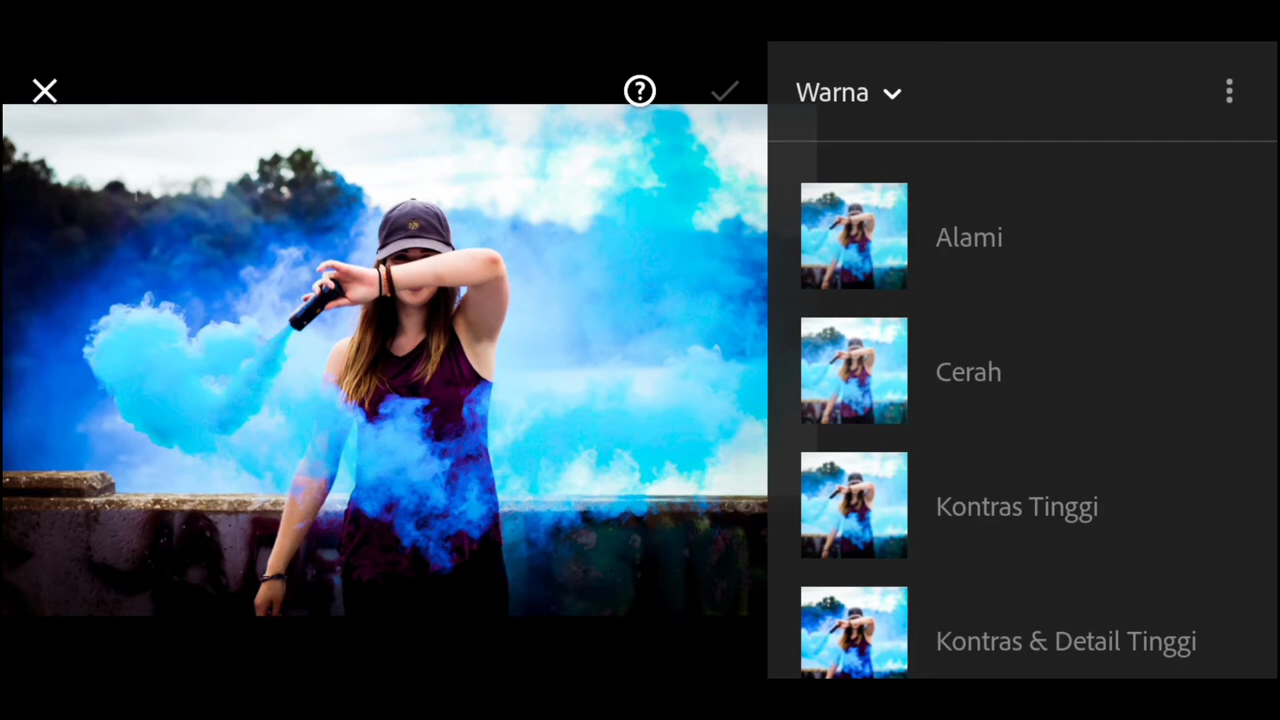 Warna
Alami
Cerah
Kontras Tinggi
Kontras & Detail Tinggi